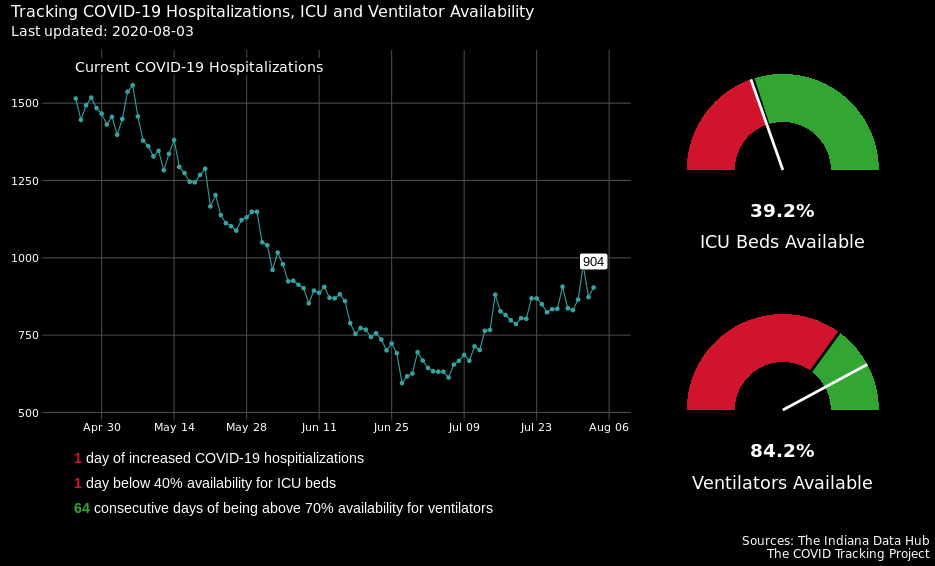 Tracking COVID-19 Hospitalizations, ICU and Ventilator Availability
Last updated: 2020-08-03
Current COVID-19 Hospitalizations
1500
1250
1000
750
500
904
Apr 30
May 14
May 28
Jun 11
Jun 25
Jul 09
Jul 23
Aug 06
1 day of increased COVID-19 hospitializations
1 day below 40% availability for ICU beds
64 consecutive days of being above 70% availability for ventilators
39.2%
ICU Beds Available
84.2%
Ventilators Available
Sources: The Indiana Data Hub
The COVID Tracking Project